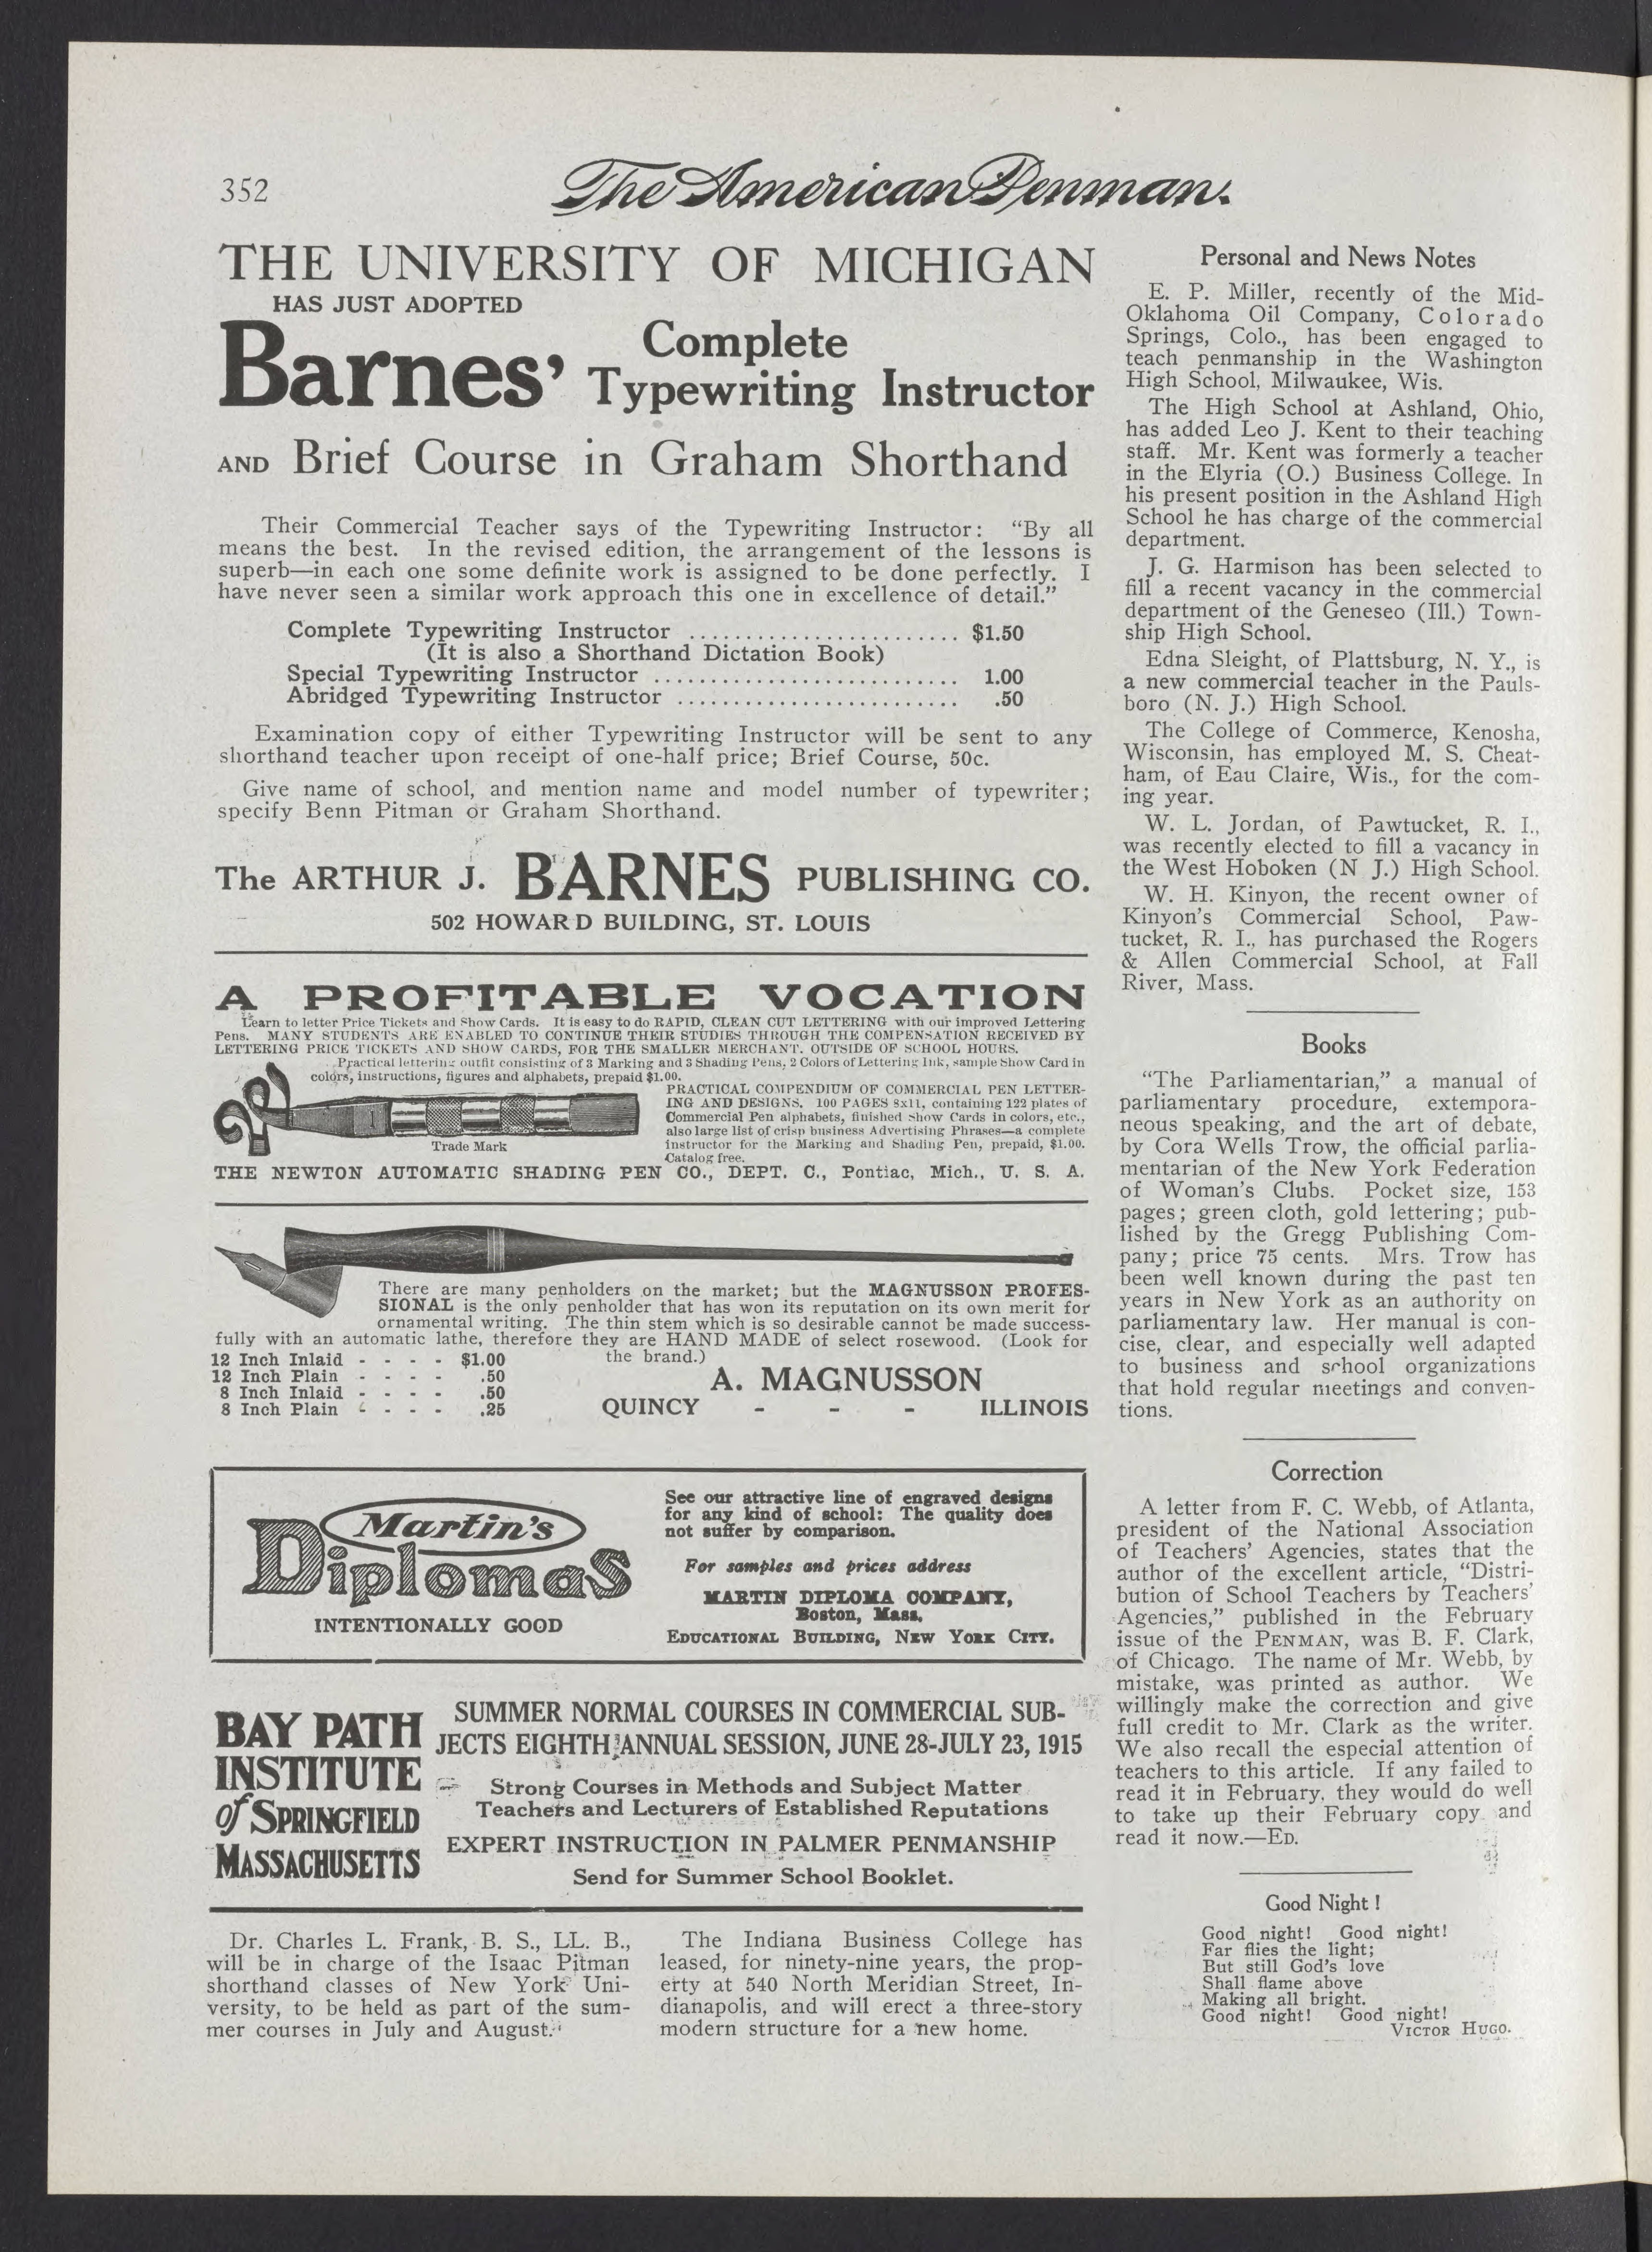 352
The American Penman.
THE UNIVERSITY OF MICHIGAN
HAS JUST ADOPTED
Barnes' Complete
Typewriting Instructor
AND Brief Course in Graham Shorthand
Their Commercial Teacher says of the Typewriting Instructor: “By all
means the best. In the revised edition, the arrangement of the lessons is
superb—in each one some definite work is assigned to be done perfectly. I
have never seen a similar work approach this one in excellence of detail.”
Complete Typewriting Instructor ........................ $1.50
(It is also a Shorthand Dictation Book)
Special Typewriting Instructor ........................... 1.00
Abridged Typewriting Instructor ......................... .50
Examination copy of either Typewriting Instructor will be sent to any
shorthand teacher upon receipt of one-half price; Brief Course, 50c.
Give name of school, and mention name and model number of typewriter;
specify Benn Pitman or Graham Shorthand.
The ARTHUR J. BARNES PUBLISHING CO.
502 HOWARD BUILDING, ST. LOUIS
A PROFITABLE VOCATION
Learn to letter Price Tickets and Show Cards. It is easy to do RAPID, CLEAN CUT LETTERING with our improved Lettering
Pens. MANY STUDENTS ARE ENABLED TO CONTINUE THEIR STUDIES THROUGH THE COMPENSATION RECEIVED BY
LETTERING PRICE TICKETS AND SHOW CARDS, FOR THE SMALLER MERCHANT. OUTSIDE OF SCHOOL HOURS.
Practical lettering outfit consisting of 3 Marking and 3 Shading Pens, 2 Colors of Lettering Ink, sample Show Card in
colors, instructions, figures and alphabets, prepaid $1.00.
PRACTICAL COMPENDIUM OF COMMERCIAL PEN LETTER-
ING AND DESIGNS. 100 PAGES 8x11, containing 122 plates of
Commercial Pen alphabets, finished Show Cards in colors, etc.,
also large list of crisp business Advertising Phrases—a complete
instructor for the Marking and Shading Pen, prepaid, $1.00.
Catalog free.
Trade Mark
THE NEWTON AUTOMATIC SHADING PEN CO., DEPT. C., Pontiac, Mich., U. S. A.
There are many penholders on the market; but the MAGNUSSON PROFES-
SIONAL is the only penholder that has won its reputation on its own merit for
ornamental writing. The thin stem which is so desirable cannot be made success-
fully with an automatic lathe, therefore they are HAND MADE of select rosewood. (Look for
the brand.)
12 Inch Inlaid - - - - $1.00
12 Inch Plain - - - - .50
8 Inch Inlaid - - - - .50
8 Inch Plain - - - - .25
A. MAGNUSSON
QUINCY - - - ILLINOIS
Martin's
Diplomas
INTENTIONALLY GOOD
See our attractive line of engraved designs
for any kind of school: The quality does
not suffer by comparison.
For samples and prices address
MARTIN DIPLOMA COMPANY,
Boston, Mass.
EDUCATIONAL BUILDING, NEW YORK CITY.
BAY PATH
INSTITUTE
of SPRINGFIELD
MASSACHUSETTS
SUMMER NORMAL COURSES IN COMMERCIAL SUB-
JECTS EIGHTH ANNUAL SESSION, JUNE 28-JULY 23, 1915
Strong Courses in Methods and Subject Matter
Teachers and Lecturers of Established Reputations
EXPERT INSTRUCTION IN PALMER PENMANSHIP
Send for Summer School Booklet.
Dr. Charles L. Frank, B. S., LL. B.,
will be in charge of the Isaac Pitman
shorthand classes of New York Uni-
versity, to be held as part of the sum-
mer courses in July and August.
The Indiana Business College has
leased, for ninety-nine years, the prop-
erty at 540 North Meridian Street, In-
dianapolis, and will erect a three-story
modern structure for a new home.
Personal and News Notes
E. P. Miller, recently of the Mid-
Oklahoma Oil Company, Colorado
Springs, Colo., has been engaged to
teach penmanship in the Washington
High School, Milwaukee, Wis.
The High School at Ashland, Ohio,
has added Leo J. Kent to their teaching
staff. Mr. Kent was formerly a teacher
in the Elyria (O.) Business College. In
his present position in the Ashland High
School he has charge of the commercial
department.
J. G. Harmison has been selected to
fill a recent vacancy in the commercial
department of the Geneseo (Ill.) Town-
ship High School.
Edna Sleight, of Plattsburg, N. Y., is
a new commercial teacher in the Pauls-
boro (N. J.) High School.
The College of Commerce, Kenosha,
Wisconsin, has employed M. S. Cheat-
ham, of Eau Claire, Wis., for the com-
ing year.
W. L. Jordan, of Pawtucket, R. I.,
was recently elected to fill a vacancy in
the West Hoboken (N J.) High School.
W. H. Kinyon, the recent owner of
Kinyon's Commercial School, Paw-
tucket, R. I., has purchased the Rogers
& Allen Commercial School, at Fall
River, Mass.
Books
“The Parliamentarian,” a manual of
parliamentary procedure, extempora-
neous speaking, and the art of debate,
by Cora Wells Trow, the official parlia-
mentarian of the New York Federation
of Woman's Clubs. Pocket size, 153
pages; green cloth, gold lettering; pub-
lished by the Gregg Publishing Com-
pany; price 75 cents. Mrs. Trow has
been well known during the past ten
years in New York as an authority on
parliamentary law. Her manual is con-
cise, clear, and especially well adapted
to business and school organizations
that hold regular meetings and conven-
tions.
Correction
A letter from F. C. Webb, of Atlanta,
president of the National Association
of Teachers' Agencies, states that the
author of the excellent article, “Distri-
bution of School Teachers by Teachers'
Agencies,” published in the February
issue of the PENMAN, was B. F. Clark,
of Chicago. The name of Mr. Webb, by
mistake, was printed as author. We
willingly make the correction and give
full credit to Mr. Clark as the writer.
We also recall the especial attention of
teachers to this article. If any failed to
read it in February, they would do well
to take up their February copy and
read it now.—ED.
Good Night !
Good night! Good night!
Far flies the light;
But still God's love
Shall flame above
Making all bright.
Good night! Good night!
VICTOR HUGO.